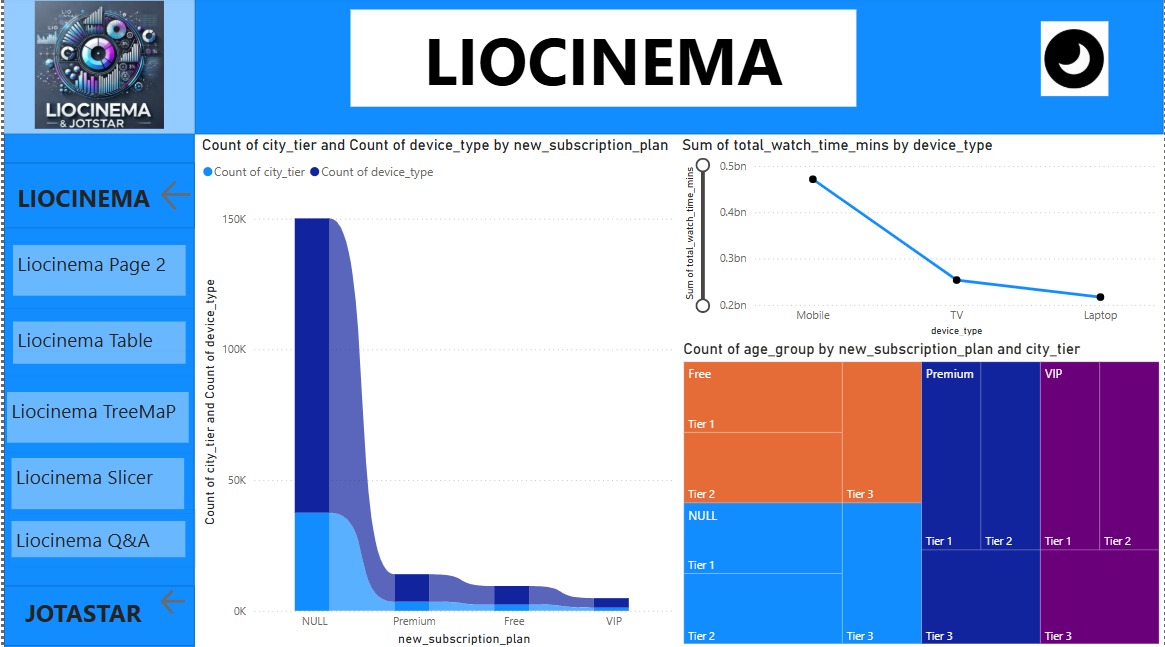 LIOCINEMA
& JOTSTAR
LIOCINEMA
LIOCINEMA
Liocinema Page 2
Liocinema Table
Liocinema TreeMaP
Liocinema Slicer
Liocinema Q&A
JOTASTAR
Count of city_tier and Count of device_type by new_subscription_plan
Count of city_tier Count of device_type
Count of city_tier and Count of device_type
150K
100K
50K
0K
NULL Premium Free VIP
new_subscription_plan
Sum of total_watch_time_mins by device_type
Sum of total_watch_time_mins
0.5bn
0.4bn
0.3bn
0.2bn
Mobile TV Laptop
device_type
Count of age_group by new_subscription_plan and city_tier
Free
Tier 1
Tier 2
Tier 3
NULL
Tier 1
Tier 2
Tier 3
Premium
Tier 1
Tier 2
Tier 3
VIP
Tier 1
Tier 2
Tier 3